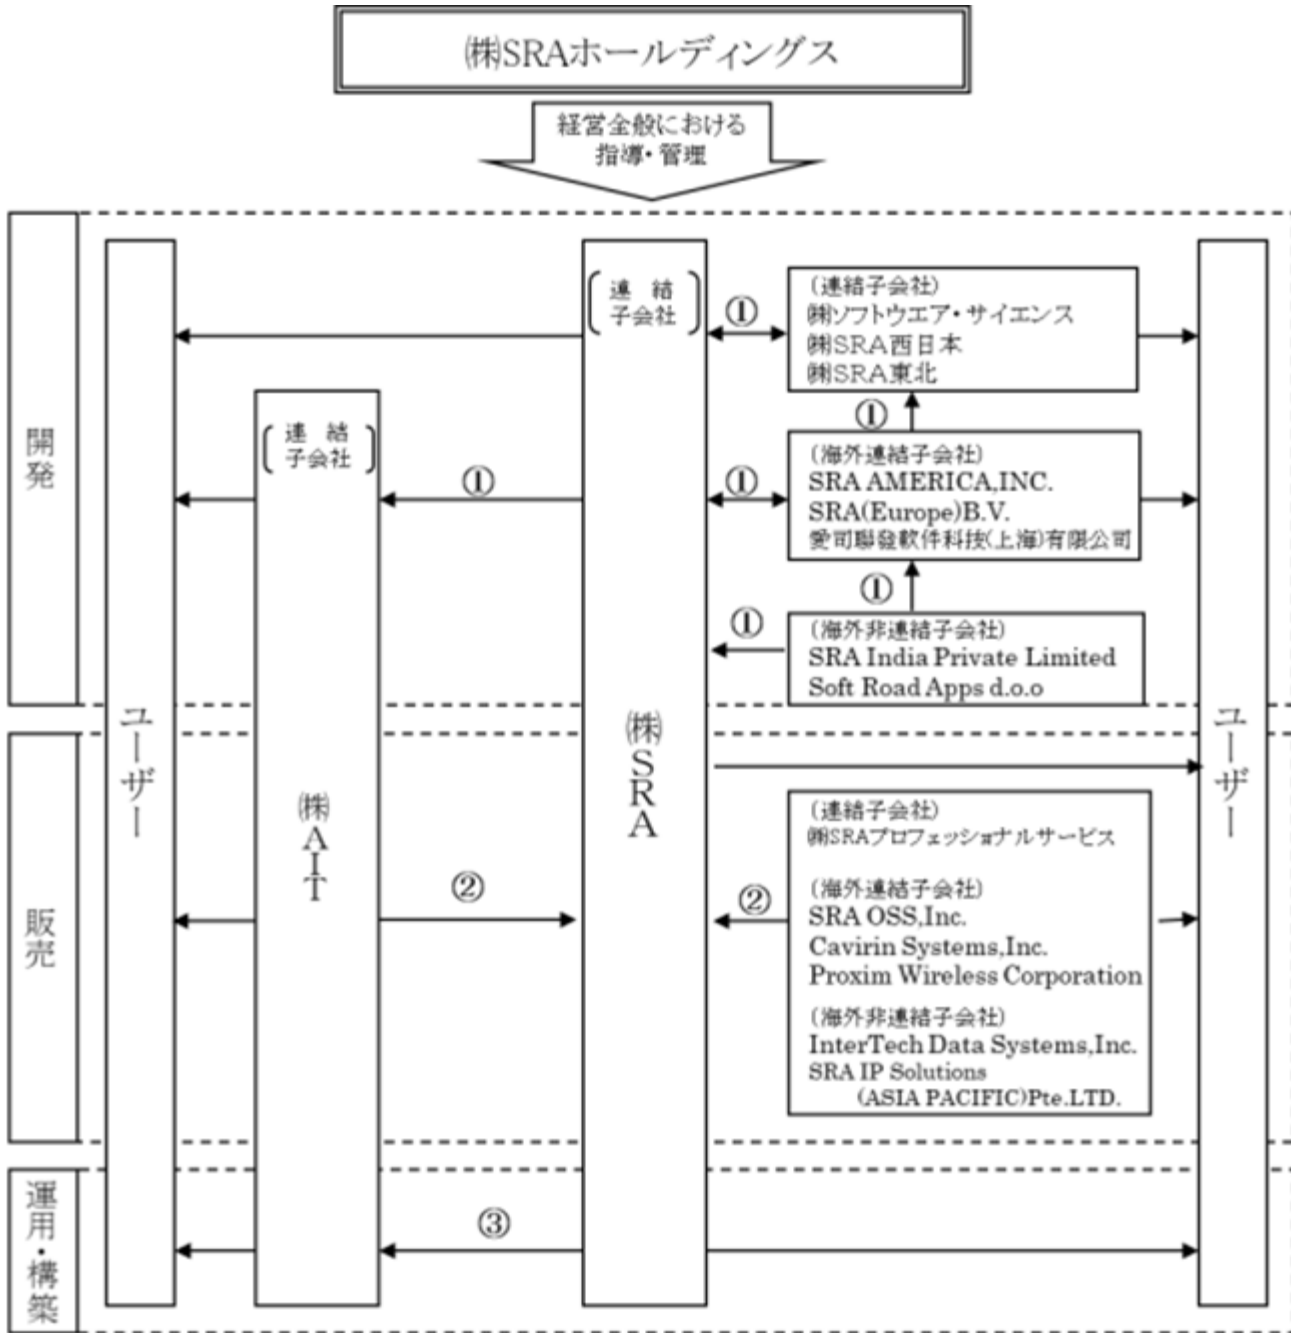 ㈱SRAホールディングス
経営全般における
指導・管理
開発
ユーザー
連結
子会社
㈱AIT
連結
子会社
㈱SRA
①
(連結子会社)
㈱ソフトウエア・サイエンス
㈱SRA西日本
㈱SRA東北
①
①
①
(海外連結子会社)
SRA AMERICA,INC.
SRA(Europe)B.V.
愛司聯發軟件科技(上海)有限公司
①
①
(海外非連結子会社)
SRA India Private Limited
Soft Road Apps d.o.o
ユーザー
販売
②
②
(連結子会社)
㈱SRAプロフェッショナルサービス
(海外連結子会社)
SRA OSS,Inc.
Cavirin Systems,Inc.
Proxim Wireless Corporation
(海外非連結子会社)
InterTech Data Systems,Inc.
SRA IP Solutions
(ASIA PACIFIC)Pte.LTD.
運用・構築
③